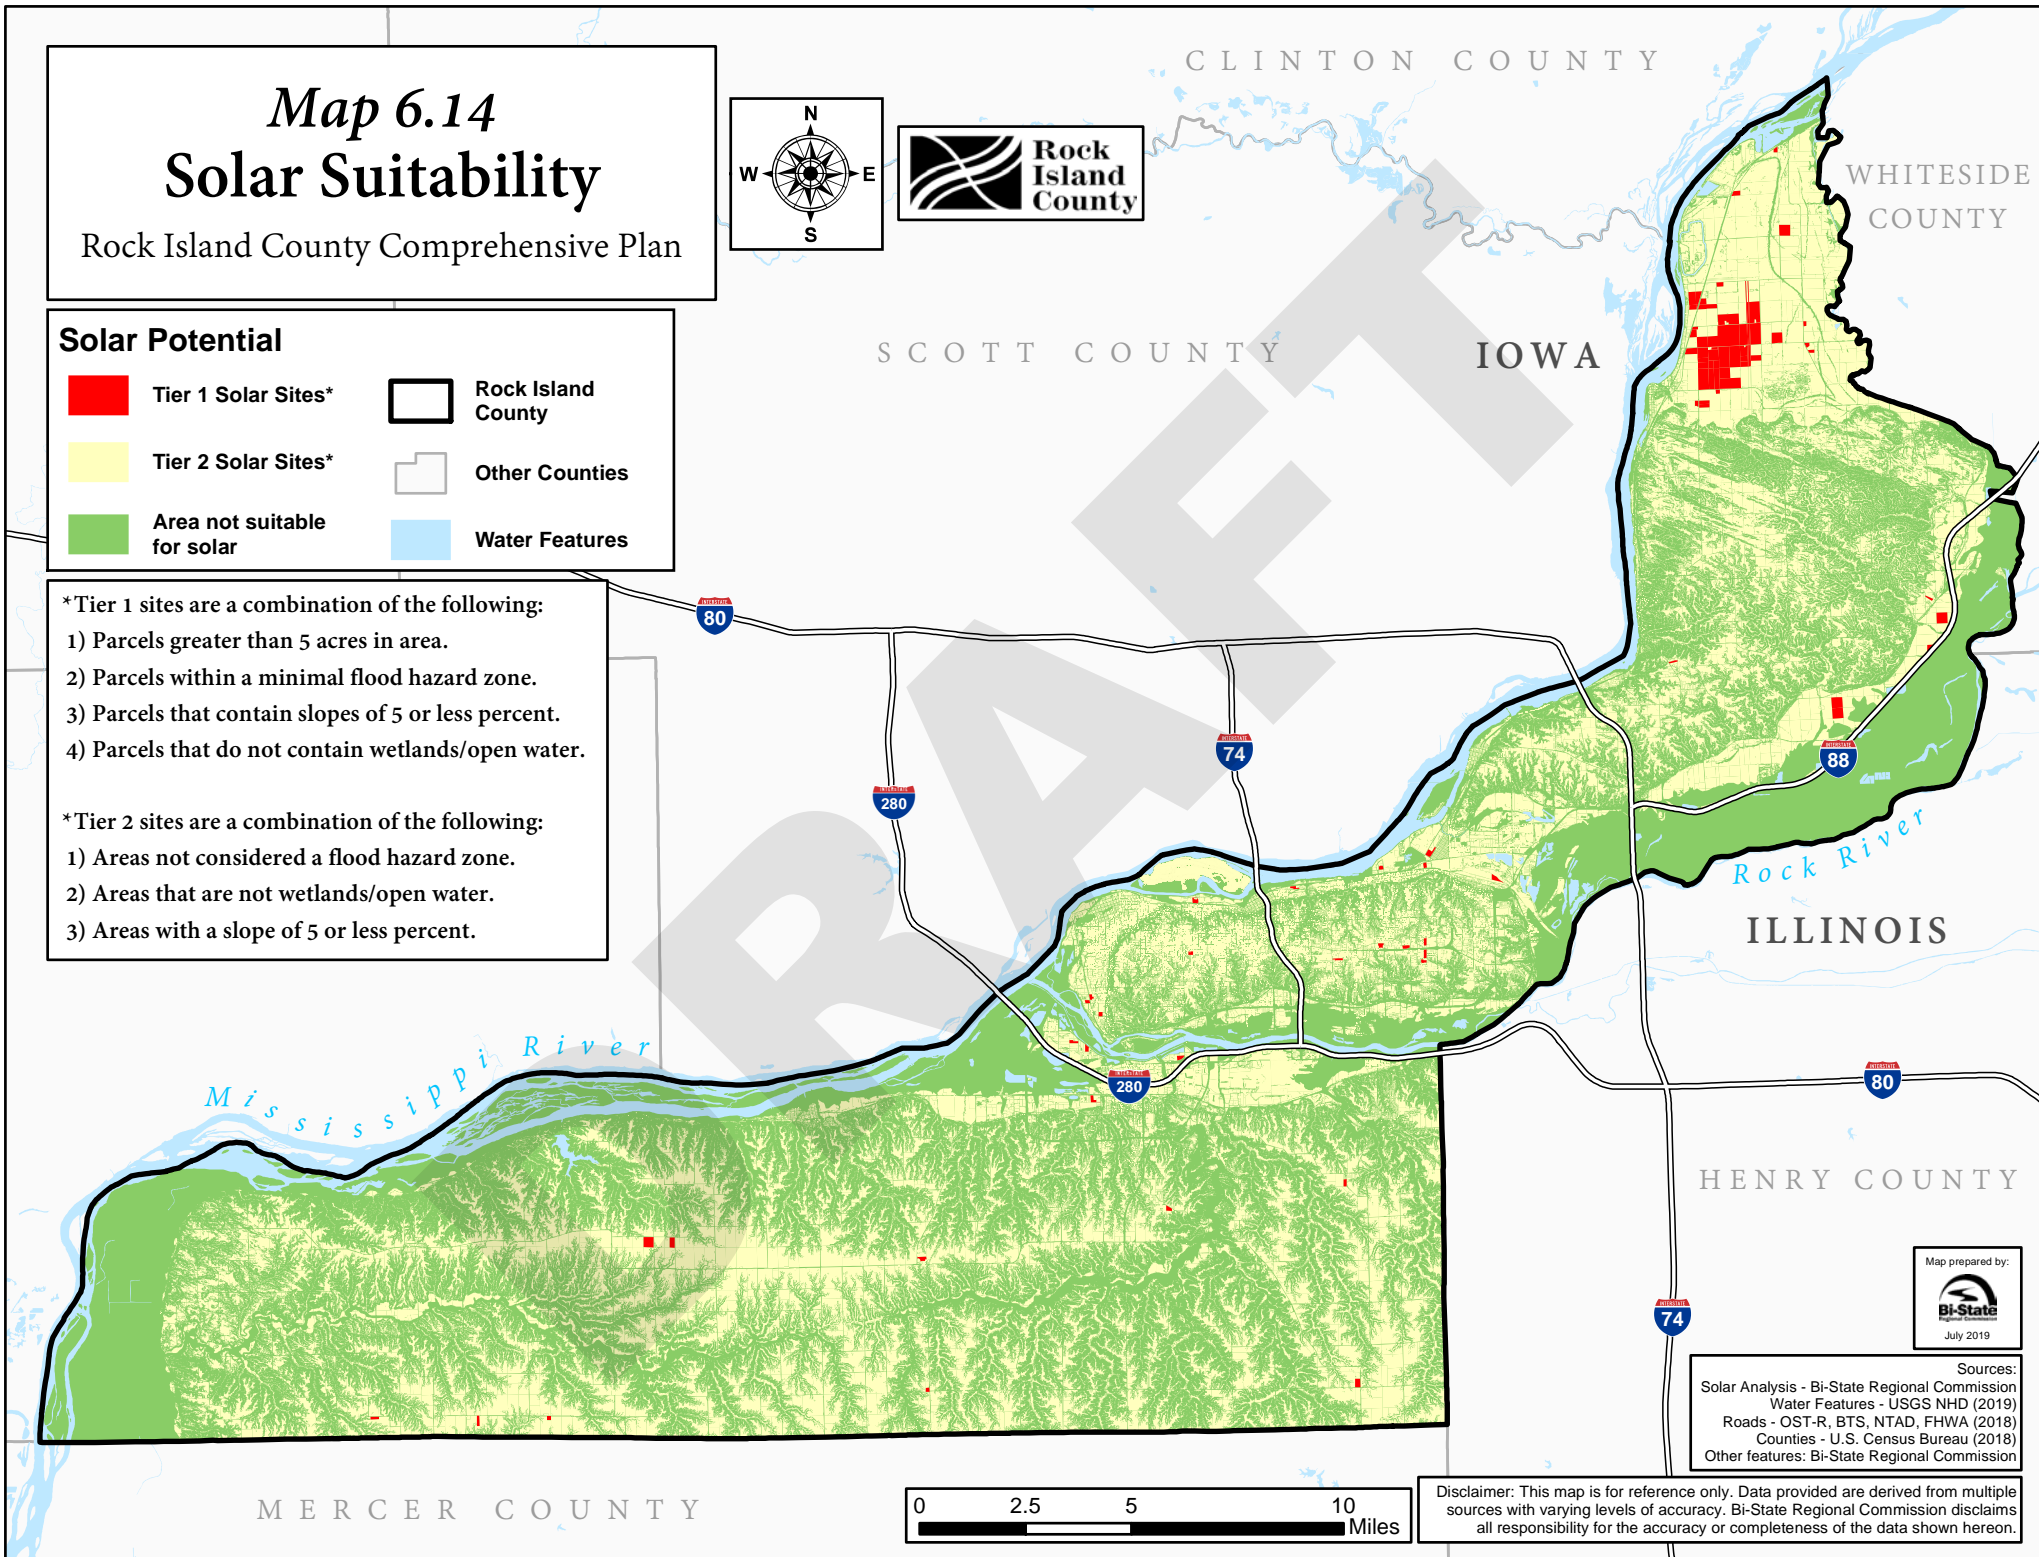 Map 6.14
Solar Suitability
Rock Island County Comprehensive Plan
N
W
E
S
Rock
Island
County
CLINTON COUNTY
WHITESIDE
COUNTY
SCOTT COUNTY
IOWA
Solar Potential
Tier 1 Solar Sites*
Rock Island
County
Tier 2 Solar Sites*
Other Counties
Area not suitable
for solar
Water Features
*Tier 1 sites are a combination of the following:
1) Parcels greater than 5 acres in area.
2) Parcels within a minimal flood hazard zone.
3) Parcels that contain slopes of 5 or less percent.
4) Parcels that do not contain wetlands/open water.
*Tier 2 sites are a combination of the following:
1) Areas not considered a flood hazard zone.
2) Areas that are not wetlands/open water.
3) Areas with a slope of 5 or less percent.
DRAFT
INTERSTATE
80
INTERSTATE
74
INTERSTATE
88
INTERSTATE
280
Rock River
ILLINOIS
Mississippi River
INTERSTATE
280
INTERSTATE
80
HENRY COUNTY
INTERSTATE
74
Map prepared by:
Bi-State
Regional Commission
July 2019
Sources:
Solar Analysis - Bi-State Regional Commission
Water Features - USGS NHD (2019)
Roads - OST-R, BTS, NTAD, FHWA (2018)
Counties - U.S. Census Bureau (2018)
Other features: Bi-State Regional Commission
MERCER COUNTY
0 2.5 5 10
Miles
Disclaimer: This map is for reference only. Data provided are derived from multiple
sources with varying levels of accuracy. Bi-State Regional Commission disclaims
all responsibility for the accuracy or completeness of the data shown hereon.